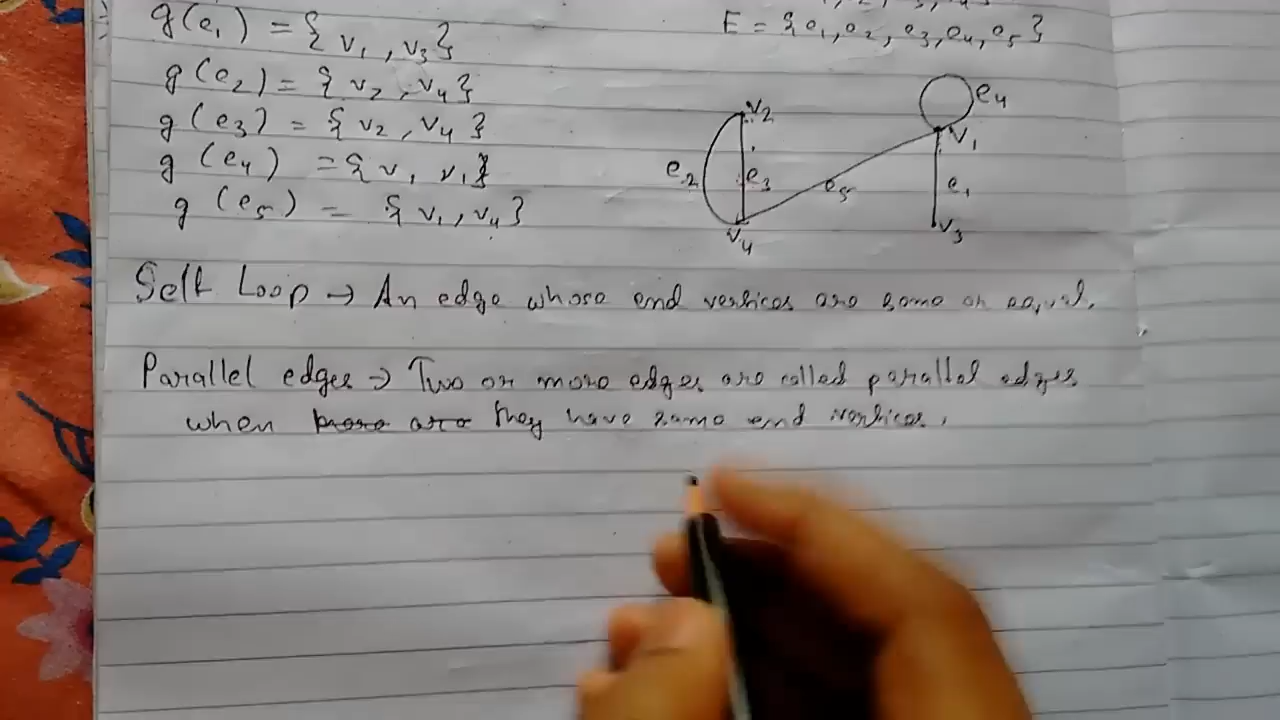 g(e1) = { v1, v3}
E = {e1, e2, e3, e4, e5}
g(e2) = { v2, v4}
g(e3) = { v2, v4 }
g(e4) = { v1 v1}
g(e5) = { v1, v4}
v2
e4
v1
e2
e3
e5
e1
v4
v3
Self Loop → An edge whose end vertices are same or equal.
Parallel edges → Two or more edges are called parallel edges
when they have same end vertices.